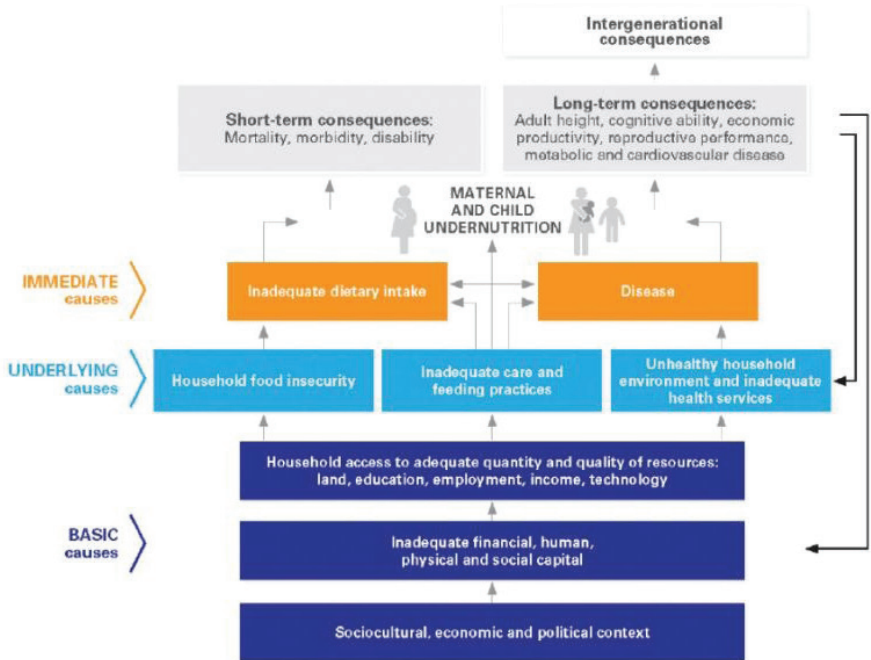 Intergenerational
consequences
Short-term consequences:
Mortality, morbidity, disability
Long-term consequences:
Adult height, cognitive ability, economic
productivity, reproductive performance,
metabolic and cardiovascular disease
MATERNAL
AND CHILD
UNDERNUTRITION
IMMEDIATE
causes
Inadequate dietary intake
Disease
UNDERLYING
causes
Household food insecurity
Inadequate care and
feeding practices
Unhealthy household
environment and inadequate
health services
Household access to adequate quantity and quality of resources:
land, education, employment, income, technology
BASIC
causes
Inadequate financial, human,
physical and social capital
Sociocultural, economic and political context